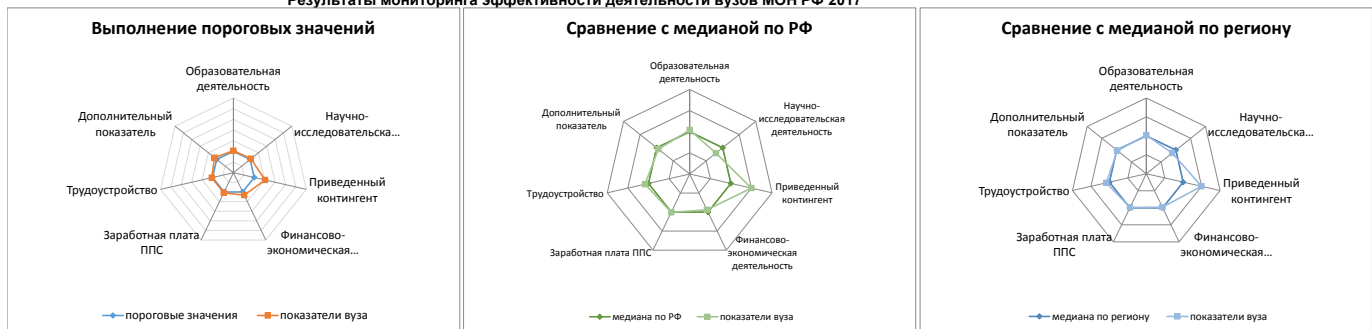 Результаты мониторинга эффективности деятельности вузов МОН РФ 2017
Выполнение пороговых значений
Образовательная
деятельность
Научно-
исследовательска...
Приведенный
контингент
Финансово-
экономическая...
Заработная плата
ППС
Трудоустройство
Дополнительный
показатель
пороговые значения
показатели вуза
Сравнение с медианой по РФ
Образовательная
деятельность
Научно-
исследовательская
деятельность
Приведенный
контингент
Финансово-
экономическая
деятельность
Заработная плата ППС
Трудоустройство
Дополнительный
показатель
медиана по РФ
показатели вуза
Сравнение с медианой по региону
Образовательная
деятельность
Научно-
исследовательска...
Приведенный
контингент
Финансово-
экономическая...
Заработная плата
ППС
Трудоустройство
Дополнительный
показатель
медиана по региону
показатели вуза